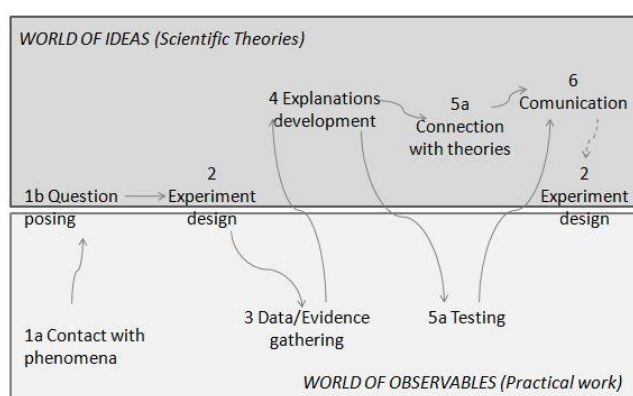 WORLD OF IDEAS (Scientific Theories)
6
Comunication
4 Explanations
development
5a
Connection
with theories
2
Experiment
design
1b Question
posing
2
Experiment
design
3 Data/Evidence
gathering
5a Testing
1a Contact with
phenomena
WORLD OF OBSERVABLES (Practical work)